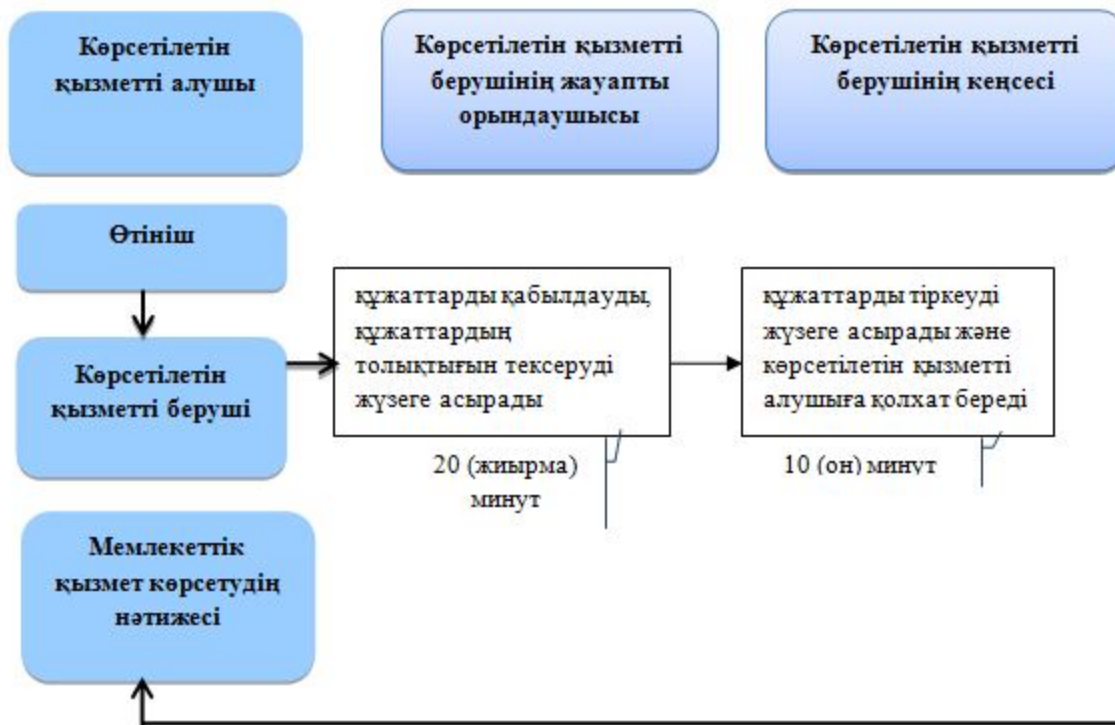 Көрсетілетін
қызметті алушы
Көрсетілетін қызметті
берушінің жауапты
орындаушысы
Көрсетілетін қызметті
берушінің кеңсесі
Өтініш
Көрсетілетін
қызметті беруші
құжаттарды қабылдауды,
құжаттардың
толықтығын тексеруді
жүзеге асырады
20 (жиырма)
минут
құжаттарды тіркеуді
жүзеге асырады және
көрсетілетін қызметті
алушыға қолхат береді
10 (он) минут
Мемлекеттік
қызмет көрсетудің
нәтижесі